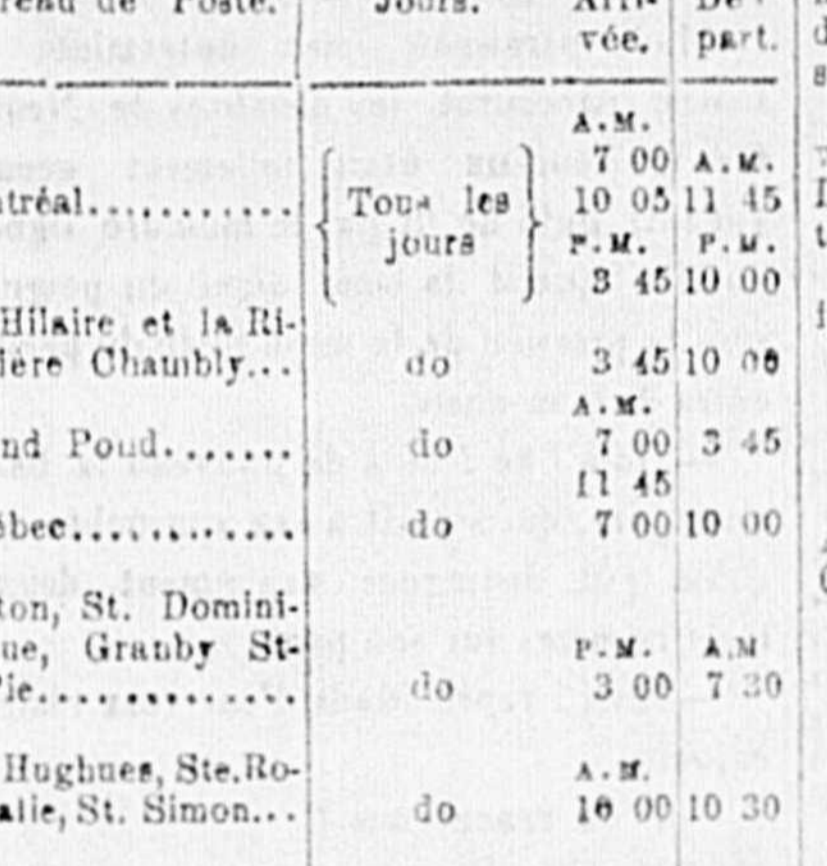 reau de Poste. Jours. Arri- Dé-
vée. part.
A.M.
7 00 A.M.
ntréal........... Tous les 10 05 11 45
jours P.M. P.M.
3 45 10 00
Hilaire et la Ri-
ière Chambly... do 3 45 10 00
A.M.
nd Poud....... do 7 00 3 45
11 45
ébec............ do 7 00 10 00
ton, St. Domini-
ue, Granby St- P.M. A.M
Pie.............. do 3 00 7 30
Hughues, Ste.Ro- A.M.
alie, St. Simon... do 10 00 10 30